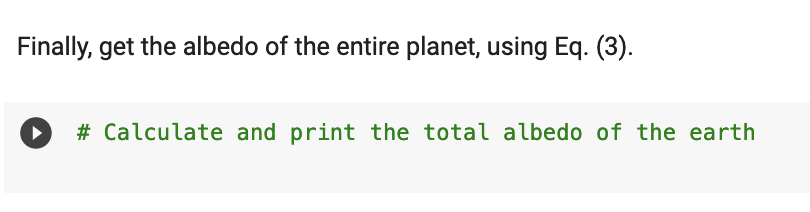 Finally, get the albedo of the entire planet, using Eq. (3).
# Calculate and print the total albedo of the earth